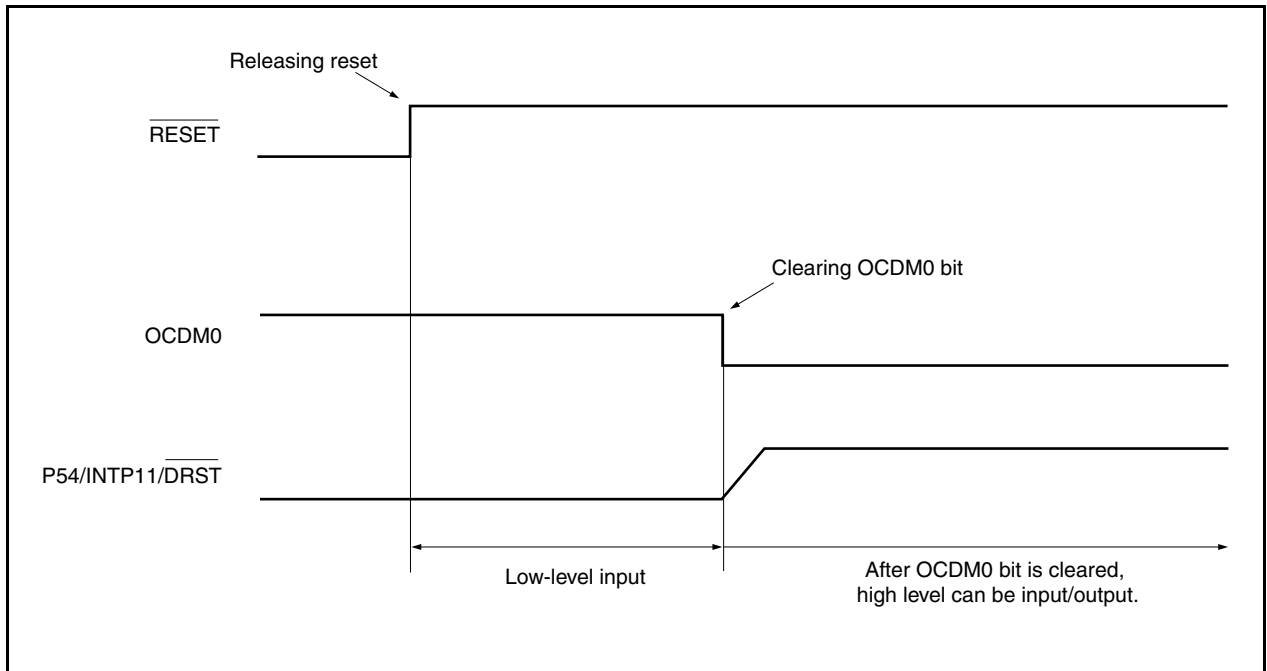 Releasing reset
RESET
Clearing OCDM0 bit
OCDM0
P54/INTP11/DRST
Low-level input
After OCDM0 bit is cleared,
high level can be input/output.